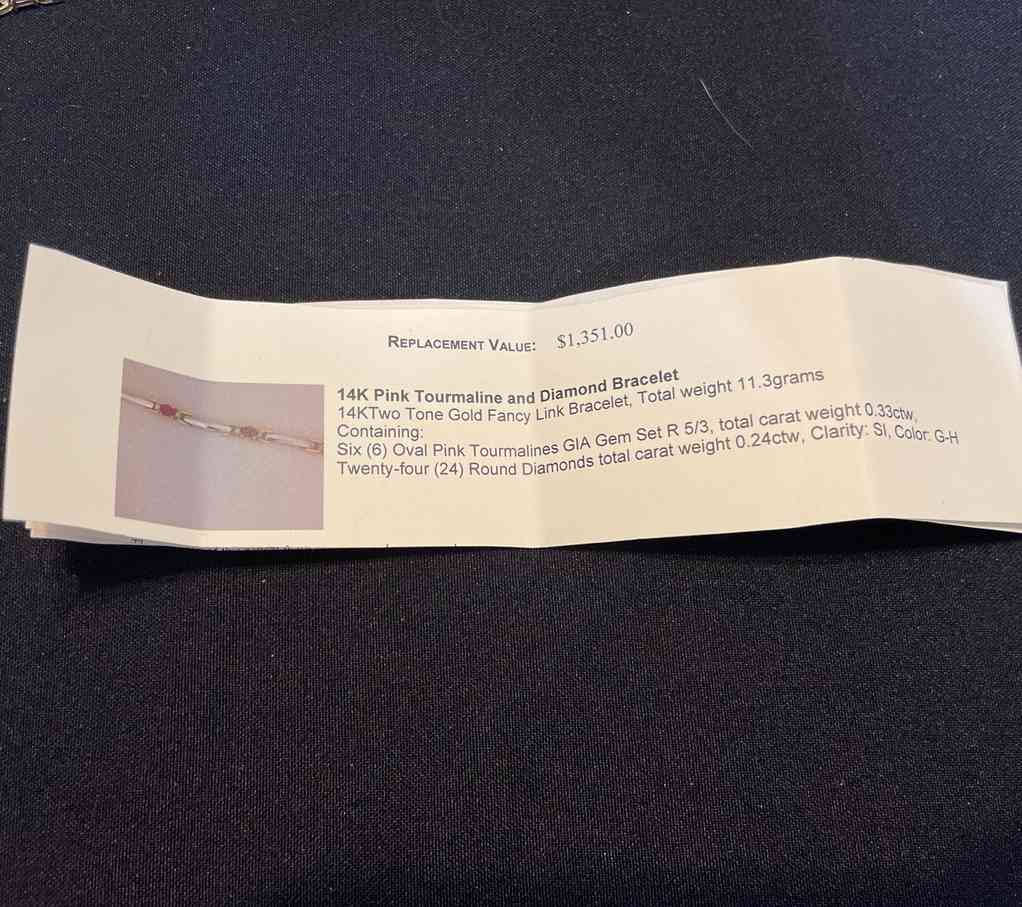 REPLACEMENT VALUE: $1,351.00
14K Pink Tourmaline and Diamond Bracelet
14KTwo Tone Gold Fancy Link Bracelet, Total weight 11.3grams
Containing:
Six (6) Oval Pink Tourmalines GIA Gem Set R 5/3, total carat weight 0.33ctw,
Twenty-four (24) Round Diamonds total carat weight 0.24ctw, Clarity: SI, Color: G-H